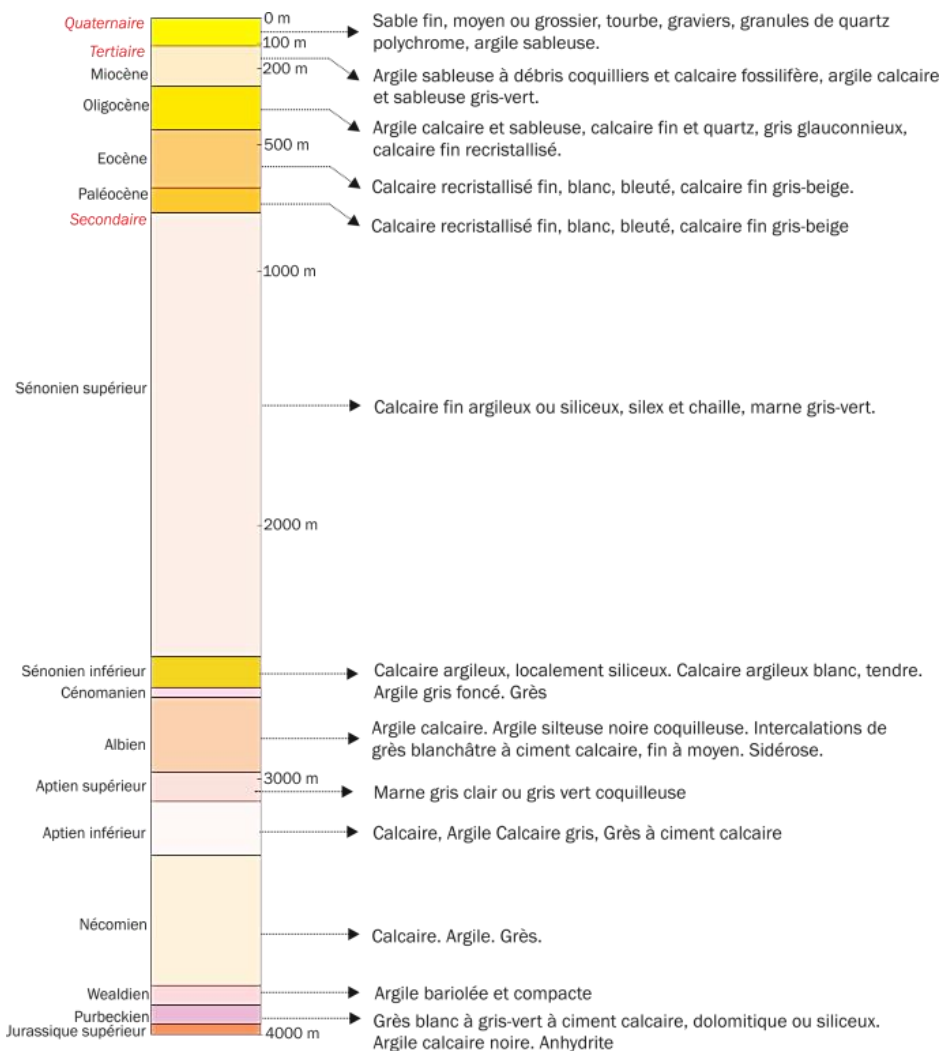 Quaternaire
0 m
Sable fin, moyen ou grossier, tourbe, graviers, granules de quartz
polychrome, argile sableuse.
100 m
Tertiaire
200 m
Miocène
Argile sableuse à débris coquilliers et calcaire fossilifère, argile calcaire
et sableuse gris-vert.
Oligocène
Argile calcaire et sableuse, calcaire fin et quartz, gris glauconnieux,
calcaire fin recristallisé.
500 m
Eocène
Calcaire recristallisé fin, blanc, bleuté, calcaire fin gris-beige.
Paléocène
Secondaire
Calcaire recristallisé fin, blanc, bleuté, calcaire fin gris-beige
1000 m
Sénonien supérieur
Calcaire fin argileux ou siliceux, silex et chaille, marne gris-vert.
2000 m
Sénonien inférieur
Calcaire argileux, localement siliceux. Calcaire argileux blanc, tendre.
Argile gris foncé. Grès
Cénomanien
Albien
Argile calcaire. Argile silteuse noire coquilleuse. Intercalations de
grès blanchâtre à ciment calcaire, fin à moyen. Sidérose.
3000 m
Aptien supérieur
Marne gris clair ou gris vert coquilleuse
Aptien inférieur
Calcaire, Argile Calcaire gris, Grès à ciment calcaire
Nécomien
Calcaire. Argile. Grès.
Wealdien
Argile bariolée et compacte
Purbeckien
Grès blanc à gris-vert à ciment calcaire, dolomitique ou siliceux.
Argile calcaire noire. Anhydrite
Jurassique supérieur
4000 m